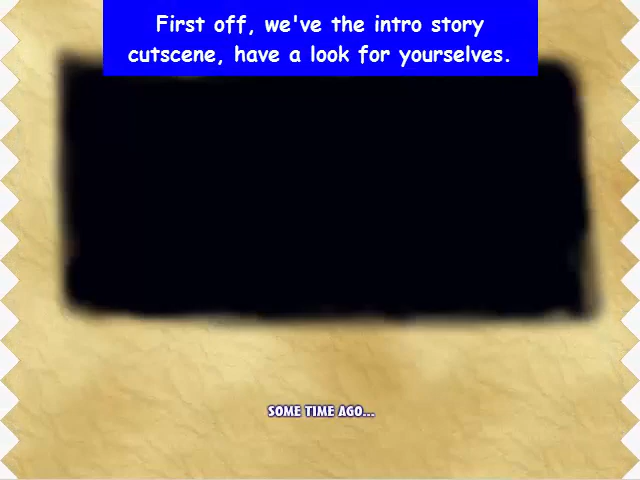 First off, we've the intro story
cutscene, have a look for yourselves.
SOME TIME AGO...